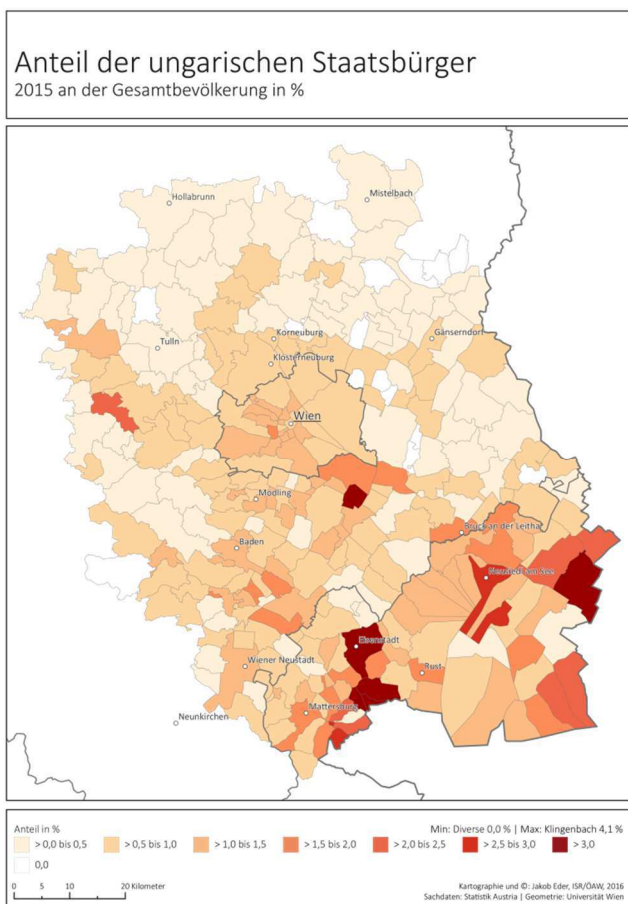 Anteil der ungarischen Staatsbürger
2015 an der Gesamtbevölkerung in %
Mistelbach
Hollabrunn
Korneuburg
Gänserndorf
Tulln
Klosterneuburg
Wien
Mödling
Bruck an der Leitha
Baden
Neusiedl am See
Eisenstadt
Wiener Neustadt
Rust
Mattersburg
Neunkirchen
Anteil in %
Min: Diverse 0,0 % | Max: Klingenbach 4,1 %
> 0,0 bis 0,5 > 0,5 bis 1,0 > 1,0 bis 1,5 > 1,5 bis 2,0 > 2,0 bis 2,5 > 2,5 bis 3,0 > 3,0
0,0
0 5 10 20 Kilometer
Kartographie und ©: Jakob Eder, ISR/ÖAW, 2016
Sachdaten: Statistik Austria | Geometrie: Universität Wien